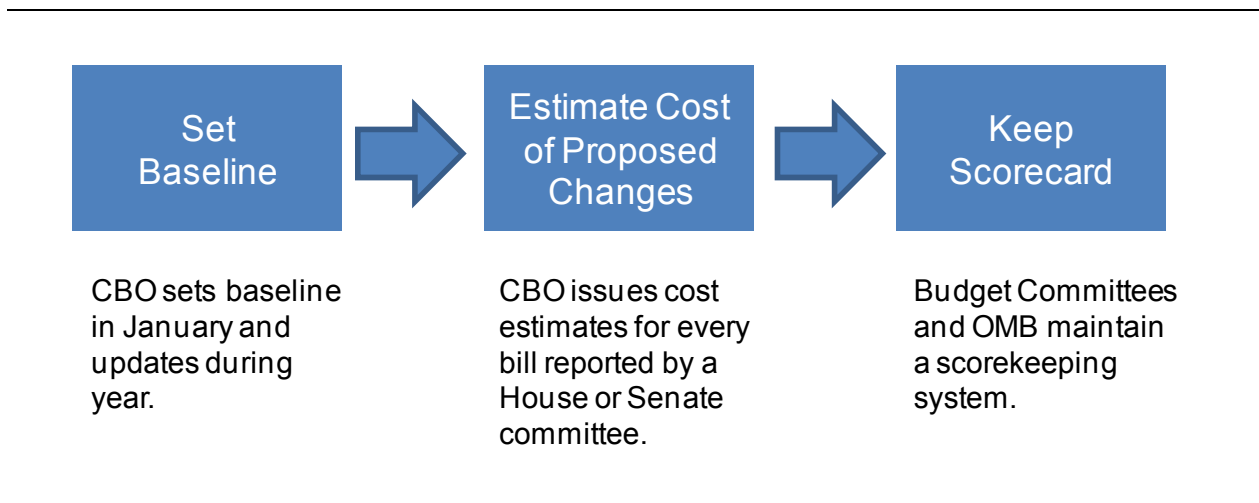 Set
Baseline
Estimate Cost
of Proposed
Changes
Keep
Scorecard
CBO sets baseline
in January and
updates during
year.
CBO issues cost
estimates for every
bill reported by a
House or Senate
committee.
Budget Committees
and OMB maintain
a scorekeeping
system.